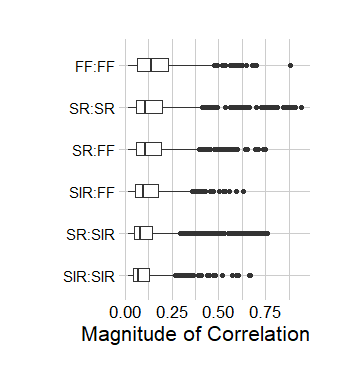 FF:FF
SR:SR
SR:FF
SIR:FF
SR:SIR
SIR:SIR
0.00 0.25 0.50 0.75
Magnitude of Correlation